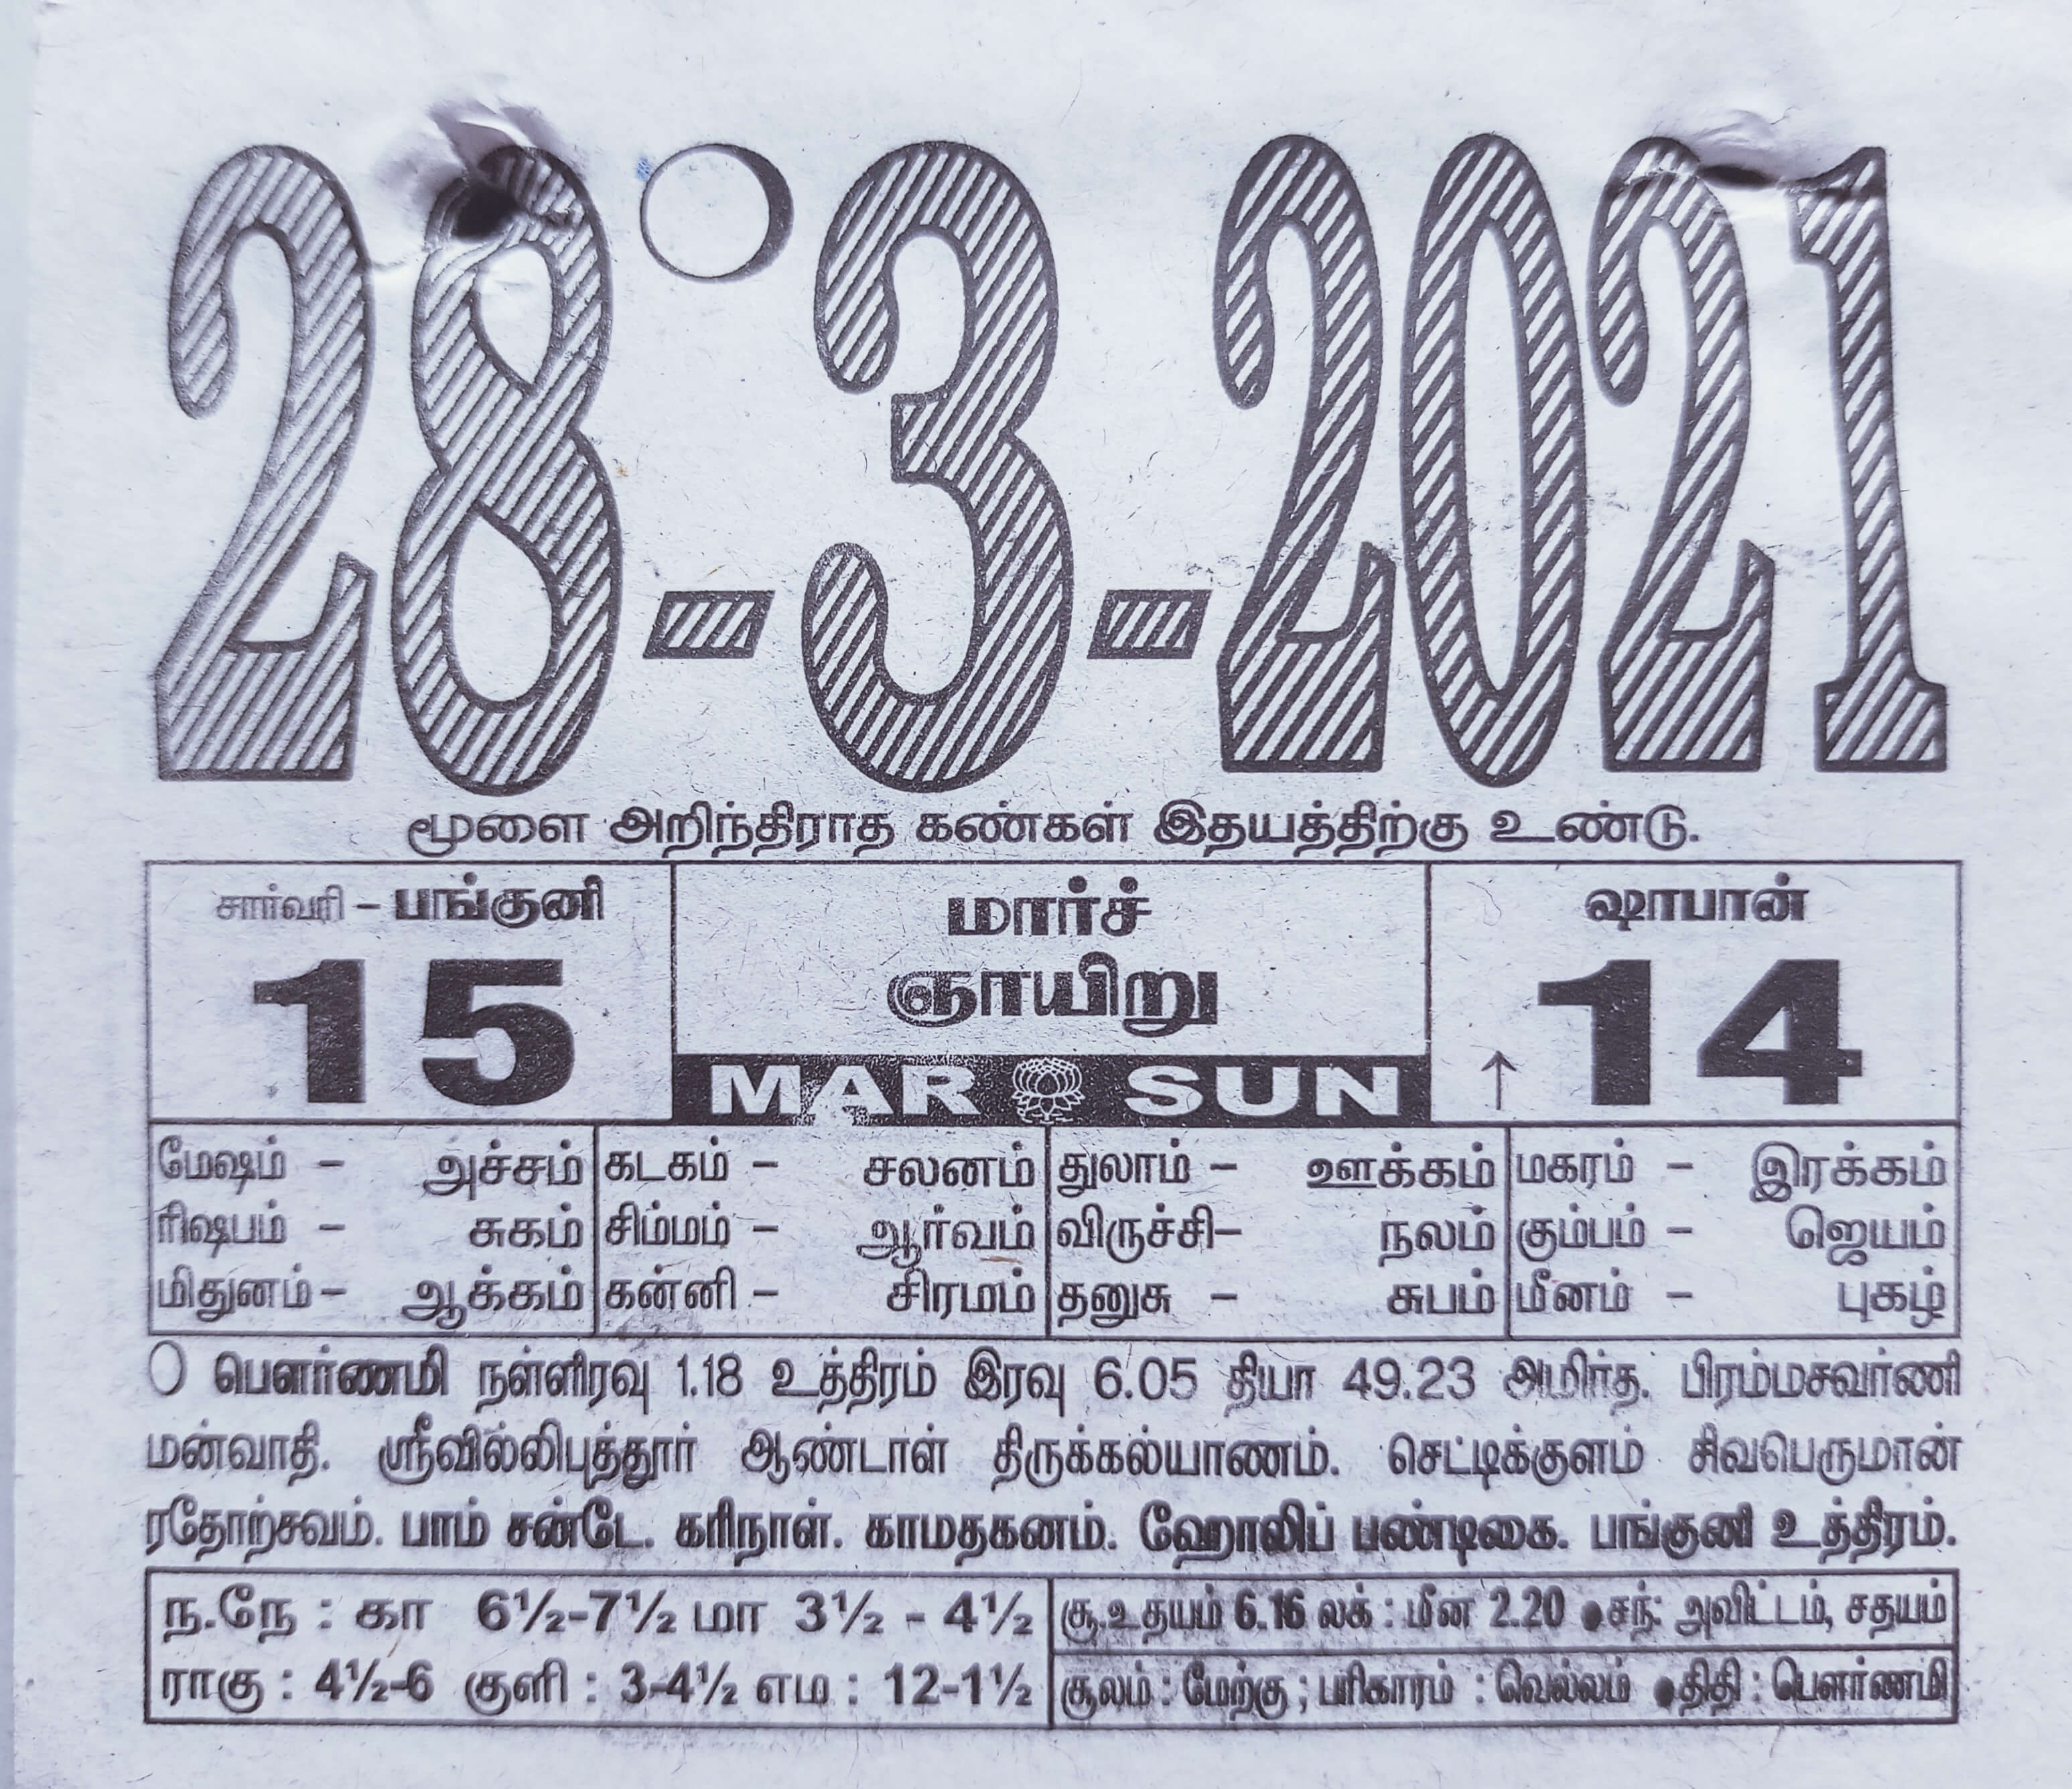 28-3-2021
மூளை அறிந்திராத கண்கள் இதயத்திற்கு உண்டு.
சார்வரி - பங்குனி
15
மார்ச்
ஞாயிறு
MAR SUN
ஷாபான்
↑ 14
மேஷம் - அச்சம் கடகம் - சலனம் துலாம் - ஊக்கம் மகரம் - இரக்கம்
ரிஷபம் - சுகம் சிம்மம் - ஆர்வம் விருச்சி- நலம் கும்பம் - ஜெயம்
மிதுனம் - ஆக்கம் கன்னி - சிரமம் தனுசு - சுபம் மீனம் - புகழ்
பௌர்ணமி நள்ளிரவு 1.18 உத்திரம் இரவு 6.05 தியா 49.23 அமிர்த. பிரம்மசவர்ணி
மன்வாதி. ஸ்ரீவில்லிபுத்தூர் ஆண்டாள் திருக்கல்யாணம். செட்டிக்குளம் சிவபெருமான்
ரதோற்சவம். பாம் சண்டே. கரிநாள். காமதகனம். ஹோலிப் பண்டிகை. பங்குனி உத்திரம்.
ந.நே : கா 6½-7½ மா 3½ - 4½
ராகு : 4½-6 குளி : 3-4½ எம : 12-1½
சூ.உதயம் 6.16 லக் : மீன 2.20 ●சந்: அவிட்டம், சதயம்
சூலம் : மேற்கு ; பரிகாரம் : வெல்லம் ●திதி : பௌர்ணமி